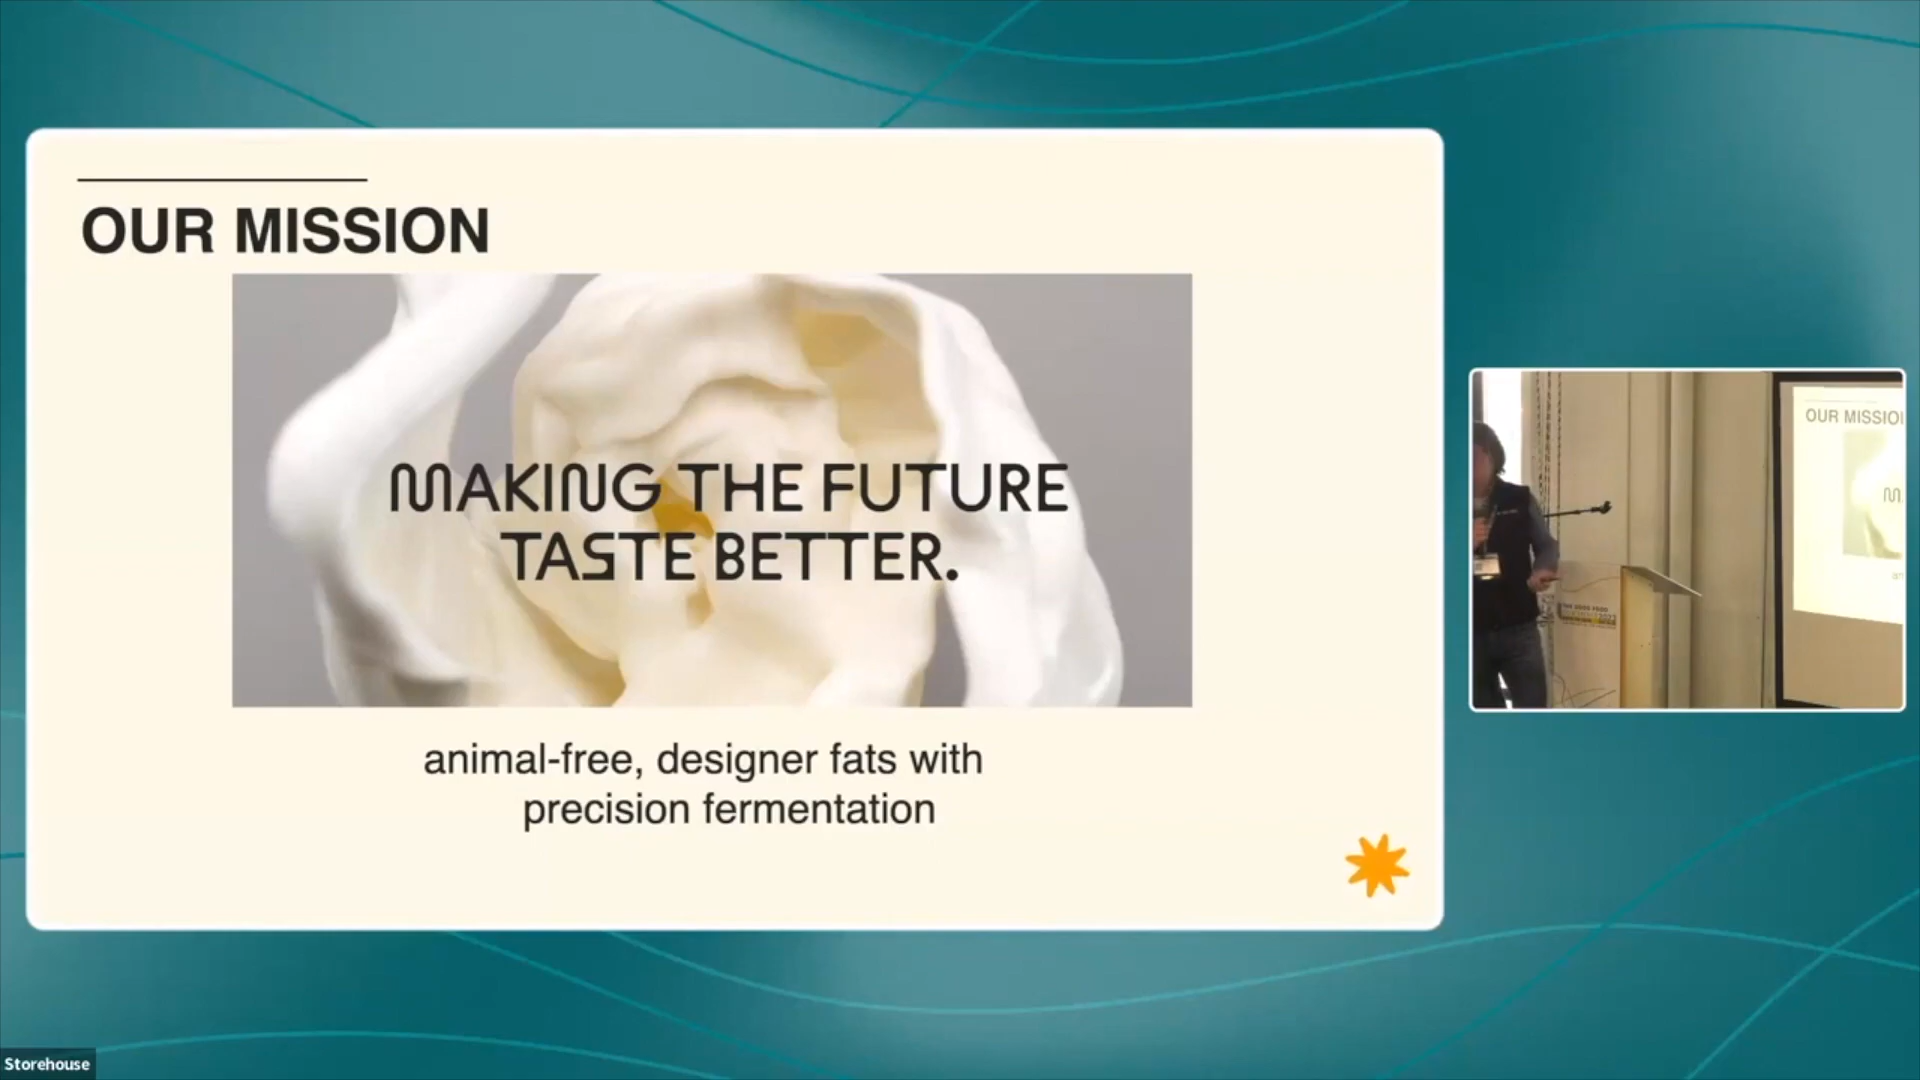 OUR MISSION
MAKING THE FUTURE
TASTE BETTER.
animal-free, designer fats with
precision fermentation
OUR MISSIO
M
Storehouse